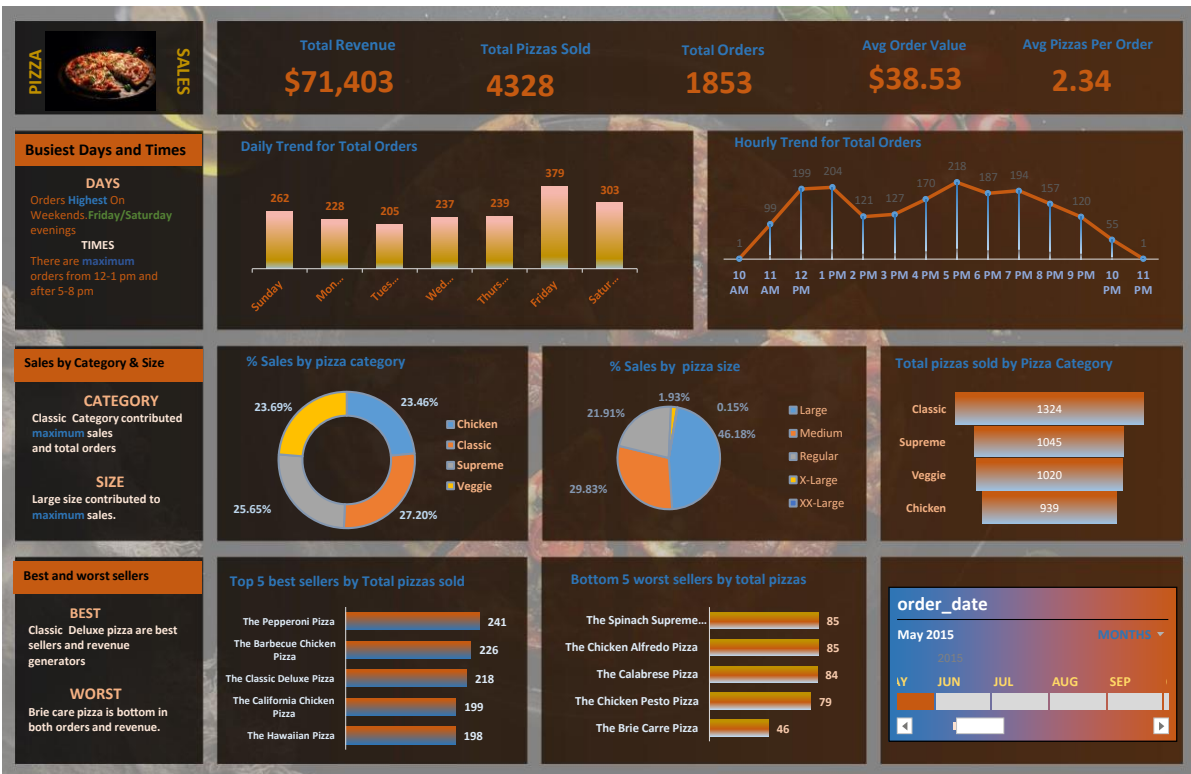 PIZZA
SALES
Total Revenue
$71,403
Total Pizzas Sold
4328
Total Orders
1853
Avg Order Value
$38.53
Avg Pizzas Per Order
2.34
Busiest Days and Times
DAYS
Orders Highest On
Weekends.Friday/Saturday
evenings
TIMES
There are maximum
orders from 12-1 pm and
after 5-8 pm
Daily Trend for Total Orders
262
228
205
237
239
379
303
Sunday
Mon...
Tues...
Wed...
Thurs...
Friday
Satur...
Hourly Trend for Total Orders
1
99
199
204
121
127
170
218
187
194
157
120
55
1
10 AM
11 AM
12 PM
1 PM
2 PM
3 PM
4 PM
5 PM
6 PM
7 PM
8 PM
9 PM
10 PM
11 PM
Sales by Category & Size
CATEGORY
Classic Category contributed
maximum sales
and total orders
SIZE
Large size contributed to
maximum sales.
% Sales by pizza category
23.69%
23.46%
25.65%
27.20%
Chicken
Classic
Supreme
Veggie
% Sales by pizza size
1.93%
0.15%
21.91%
46.18%
29.83%
Large
Medium
Regular
X-Large
XX-Large
Total pizzas sold by Pizza Category
Classic 1324
Supreme 1045
Veggie 1020
Chicken 939
Best and worst sellers
BEST
Classic Deluxe pizza are best
sellers and revenue
generators
WORST
Brie care pizza is bottom in
both orders and revenue.
Top 5 best sellers by Total pizzas sold
The Pepperoni Pizza 241
The Barbecue Chicken
Pizza 226
The Classic Deluxe Pizza 218
The California Chicken
Pizza 199
The Hawaiian Pizza 198
Bottom 5 worst sellers by total pizzas
The Spinach Supreme... 85
The Chicken Alfredo Pizza 85
The Calabrese Pizza 84
The Chicken Pesto Pizza 79
The Brie Carre Pizza 46
order_date
May 2015 MONTHS
2015
AY JUN JUL AUG SEP